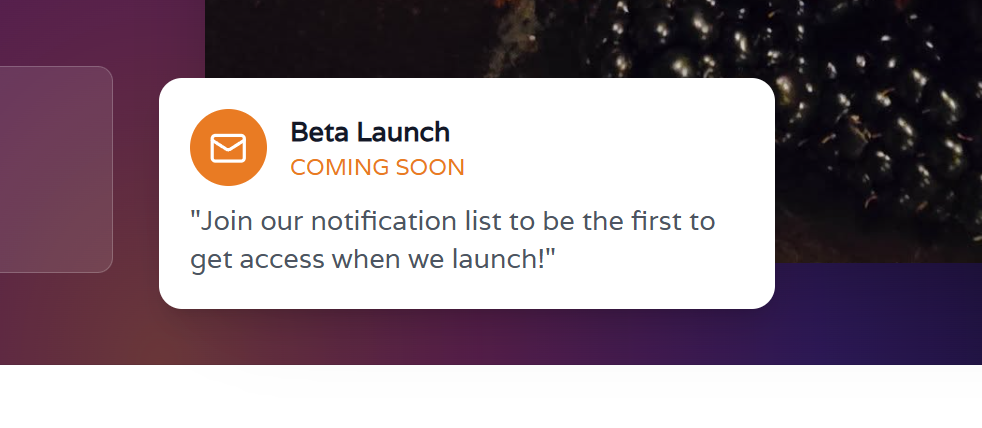 Beta Launch
COMING SOON
"Join our notification list to be the first to
get access when we launch!"